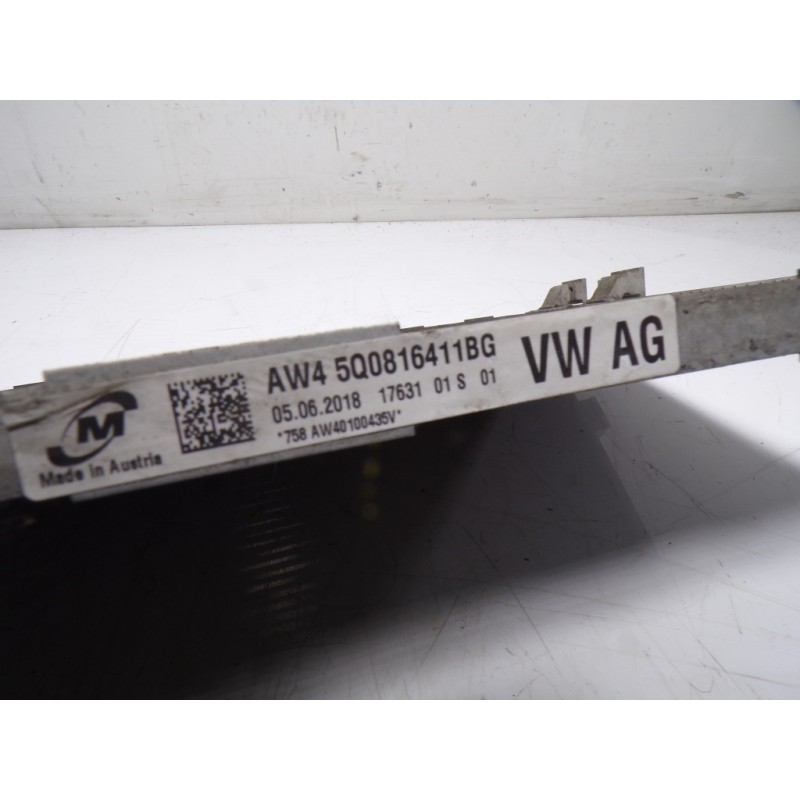 M
Made in Austria
AW4 5Q0816411BG
05.06.2018 17631 01 S 01
*758 AW40100435V*
VW AG